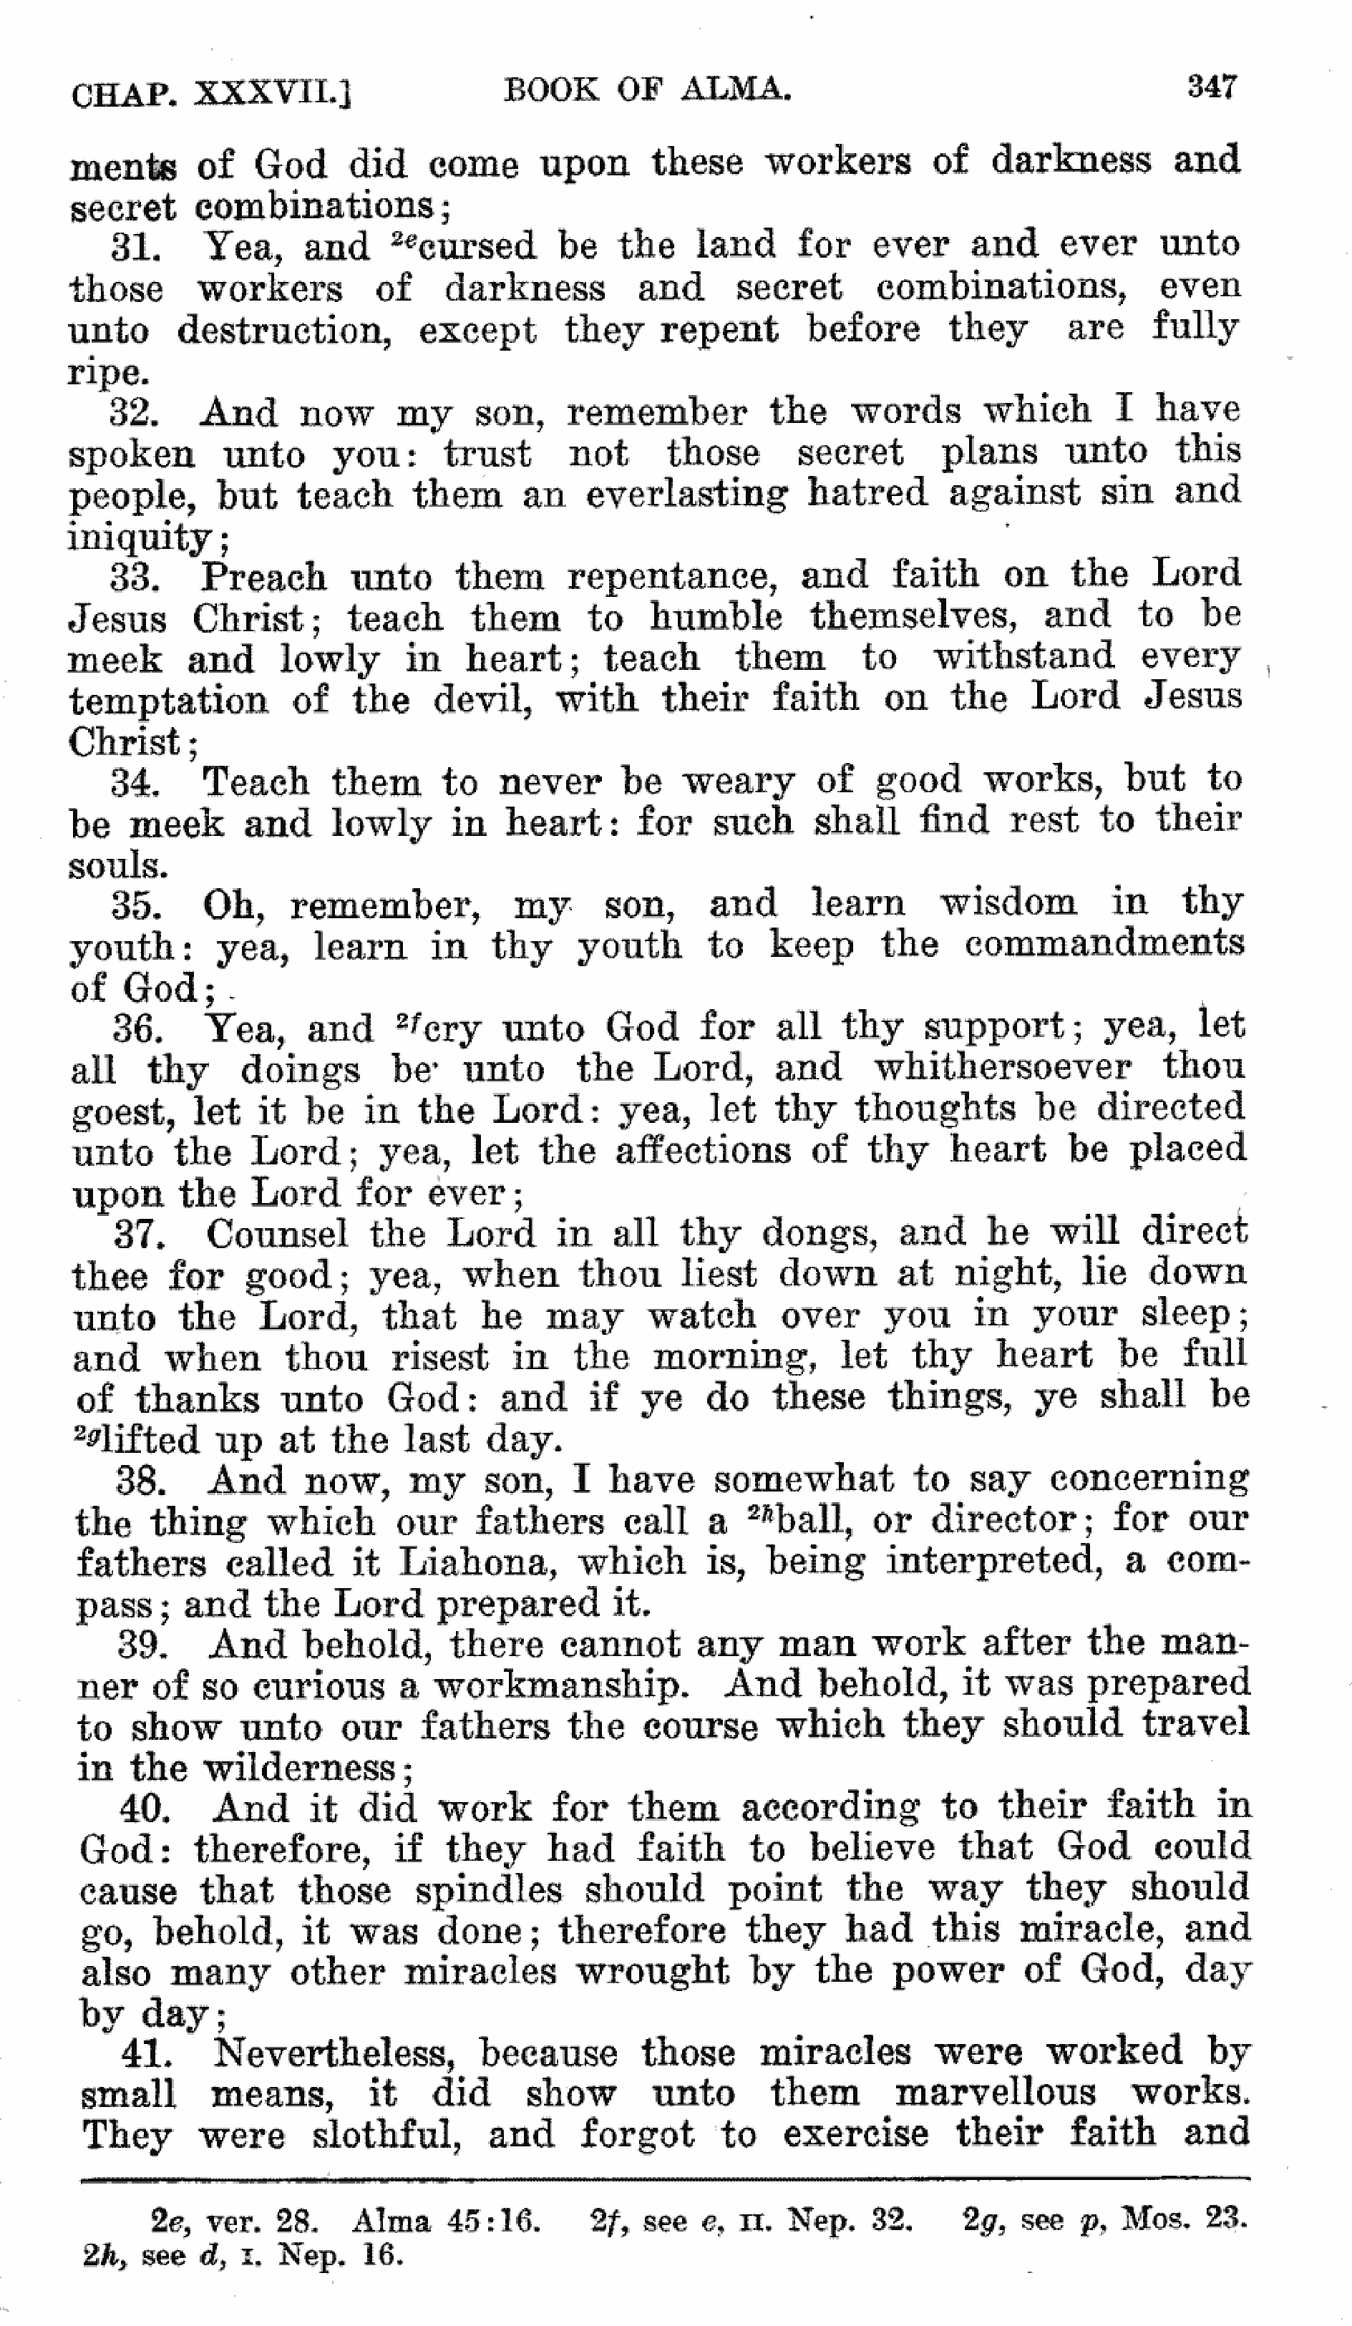 CHAP. XXXVII.] BOOK OF ALMA. 347
ments of God did come upon these workers of darkness and
secret combinations;
31. Yea, and 2ecursed be the land for ever and ever unto
those workers of darkness and secret combinations, even
unto destruction, except they repent before they are fully
ripe.
32. And now my son, remember the words which I have
spoken unto you: trust not those secret plans unto this
people, but teach them an everlasting hatred against sin and
iniquity;
33. Preach unto them repentance, and faith on the Lord
Jesus Christ; teach them to humble themselves, and to be
meek and lowly in heart; teach them to withstand every
temptation of the devil, with their faith on the Lord Jesus
Christ;
34. Teach them to never be weary of good works, but to
be meek and lowly in heart: for such shall find rest to their
souls.
35. Oh, remember, my son, and learn wisdom in thy
youth: yea, learn in thy youth to keep the commandments
of God;
36. Yea, and 2fcry unto God for all thy support; yea, let
all thy doings be unto the Lord, and whithersoever thou
goest, let it be in the Lord: yea, let thy thoughts be directed
unto the Lord; yea, let the affections of thy heart be placed
upon the Lord for ever;
37. Counsel the Lord in all thy dongs, and he will direct
thee for good; yea, when thou liest down at night, lie down
unto the Lord, that he may watch over you in your sleep;
and when thou risest in the morning, let thy heart be full
of thanks unto God: and if ye do these things, ye shall be
2glifted up at the last day.
38. And now, my son, I have somewhat to say concerning
the thing which our fathers call a 2hball, or director; for our
fathers called it Liahona, which is, being interpreted, a com-
pass; and the Lord prepared it.
39. And behold, there cannot any man work after the man-
ner of so curious a workmanship. And behold, it was prepared
to show unto our fathers the course which they should travel
in the wilderness;
40. And it did work for them according to their faith in
God: therefore, if they had faith to believe that God could
cause that those spindles should point the way they should
go, behold, it was done; therefore they had this miracle, and
also many other miracles wrought by the power of God, day
by day;
41. Nevertheless, because those miracles were worked by
small means, it did show unto them marvellous works.
They were slothful, and forgot to exercise their faith and
2e, ver. 28. Alma 45:16. 2f, see e, II. Nep. 32. 2g, see p, Mos. 23.
2h, see d, I. Nep. 16.